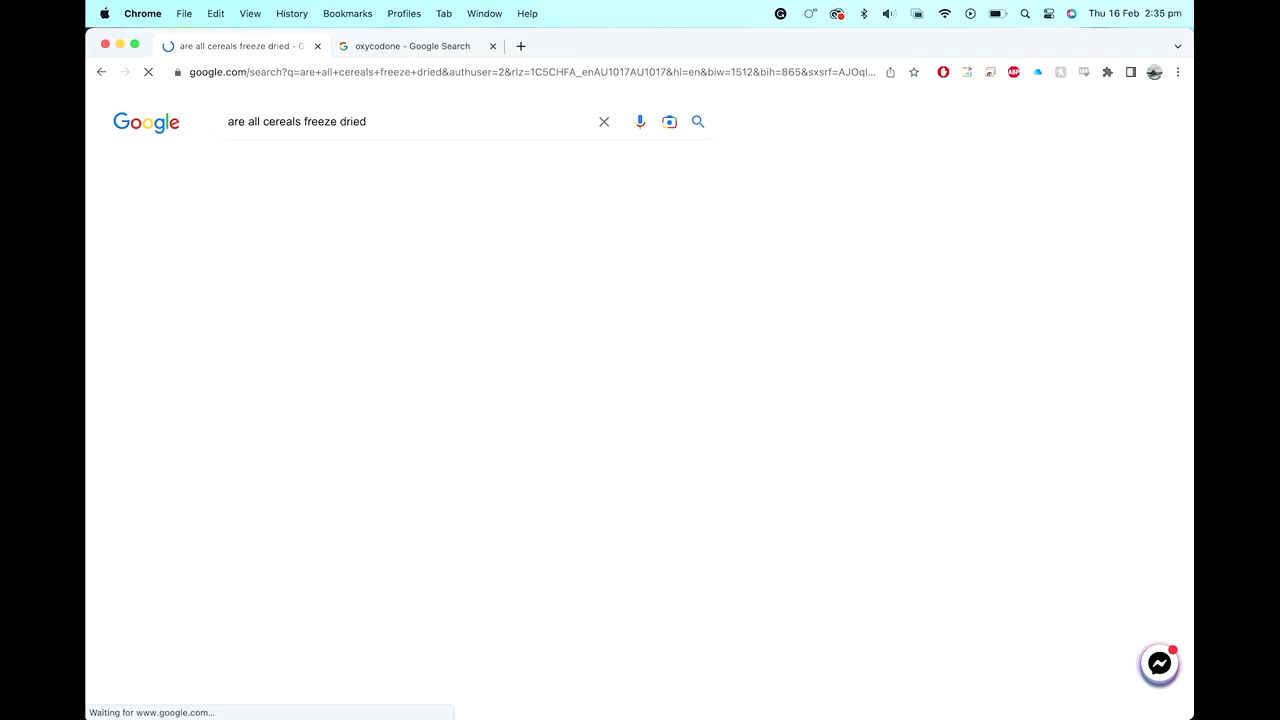 Chrome File Edit View History Bookmarks Profiles Tab Window Help Thu 16 Feb 2:35 pm
are all cereals freeze dried - G oxycodone - Google Search
google.com/search?q=are+all+cereals+freeze+dried&authuser=2&rlz=1C5CHFA_enAU1017AU1017&hl=en&biw=1512&bih=865&sxsrf=AJOqI...
ABP
Google are all cereals freeze dried
Waiting for www.google.com...